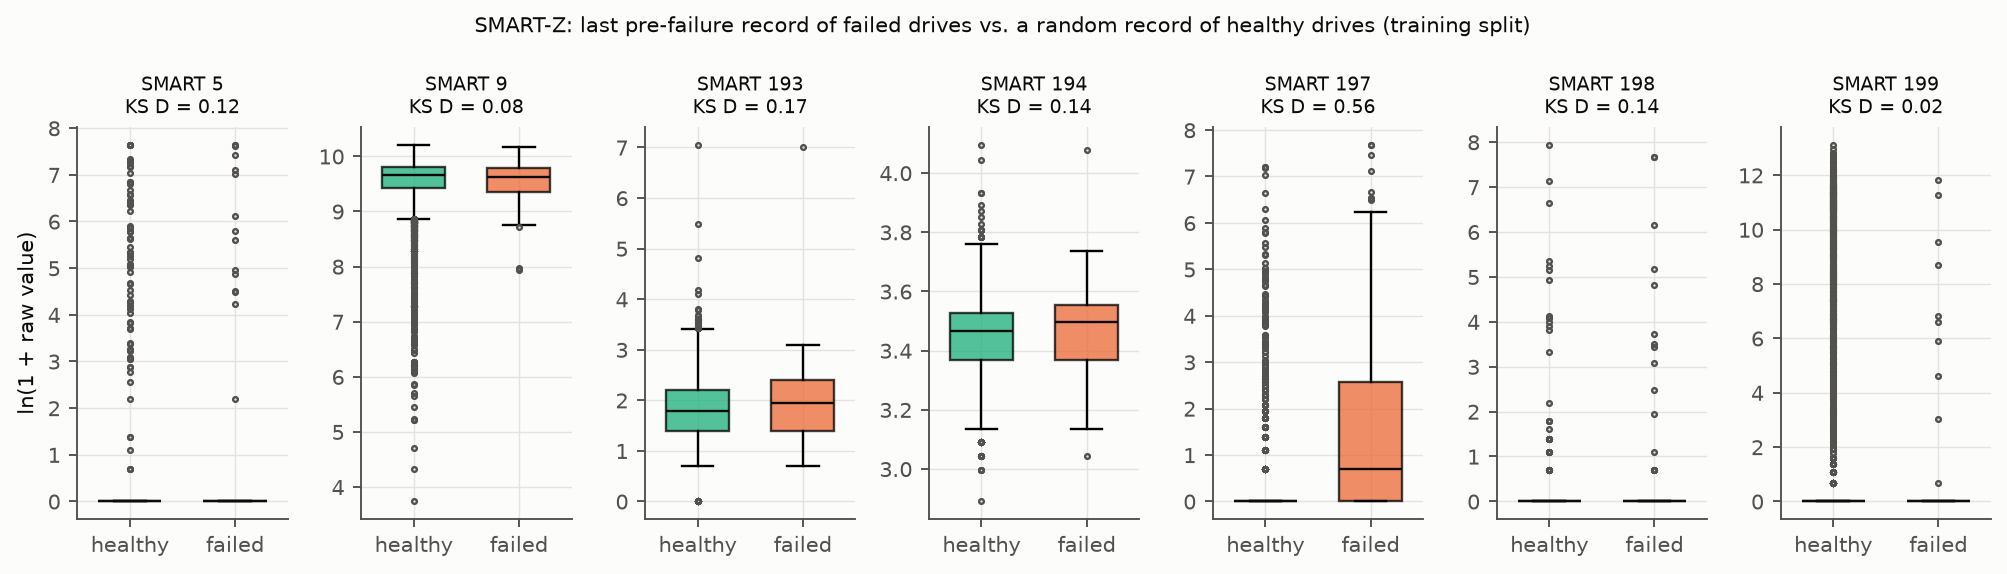 SMART-Z: last pre-failure record of failed drives vs. a random record of healthy drives (training split)
ln(1 + raw value)
SMART 5
KS D = 0.12
8
7
6
5
4
3
2
1
0
healthy failed
SMART 9
KS D = 0.08
10
9
8
7
6
5
4
healthy failed
SMART 193
KS D = 0.17
7
6
5
4
3
2
1
0
healthy failed
SMART 194
KS D = 0.14
4.0
3.8
3.6
3.4
3.2
3.0
healthy failed
SMART 197
KS D = 0.56
8
7
6
5
4
3
2
1
0
healthy failed
SMART 198
KS D = 0.14
8
7
6
5
4
3
2
1
0
healthy failed
SMART 199
KS D = 0.02
12
10
8
6
4
2
0
healthy failed